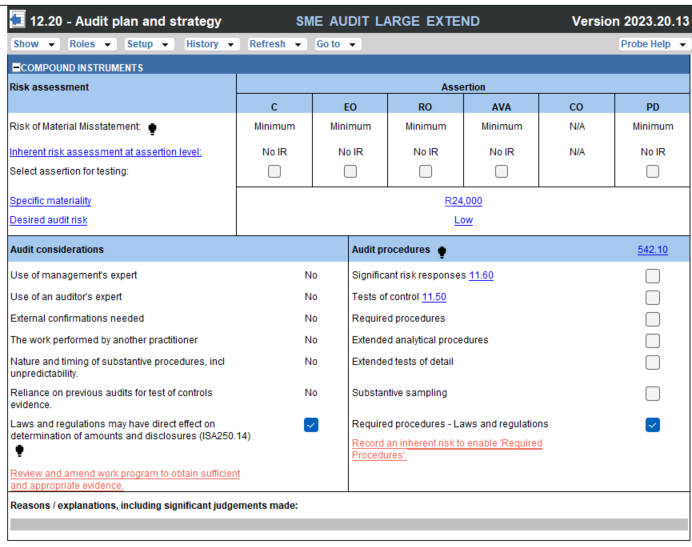 12.20 - Audit plan and strategy SME AUDIT LARGE EXTEND Version 2023.20.13
Show Roles Setup History Refresh Go to Probe Help
COMPOUND INSTRUMENTS
Risk assessment Assertion
C EO RO AVA CO PD
Risk of Material Misstatement: Minimum Minimum Minimum Minimum N/A Minimum
Inherent risk assessment at assertion level: No IR No IR No IR No IR N/A No IR
Select assertion for testing:
Specific materiality R24,000
Desired audit risk Low
Audit considerations Audit procedures 542.10
Use of management's expert No Significant risk responses 11.60
Use of an auditor's expert No Tests of control 11.50
External confirmations needed No Required procedures
The work performed by another practitioner No Extended analytical procedures
Nature and timing of substantive procedures, incl No Extended tests of detail
unpredictability.
Reliance on previous audits for test of controls No Substantive sampling
evidence.
Laws and regulations may have direct effect on Required procedures - Laws and regulations
determination of amounts and disclosures (ISA250.14) Record an inherent risk to enable 'Required
Procedures'.
Review and amend work program to obtain sufficient
and appropriate evidence.
Reasons / explanations, including significant judgements made: